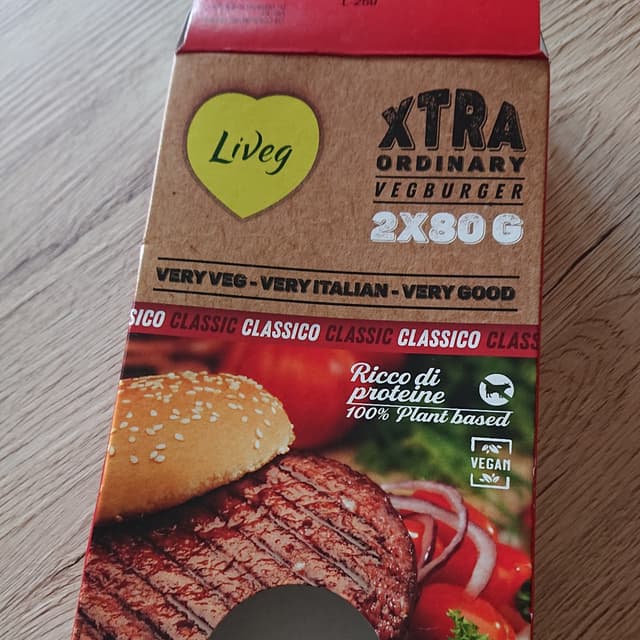 Liveg
XTRA
ORDINARY
VEGBURGER
2X80 G
VERY VEG - VERY ITALIAN - VERY GOOD
SICO CLASSIC CLASSICO CLASSIC CLASSICO CLASS
Ricco di
proteine
100% Plant based
VEGAN